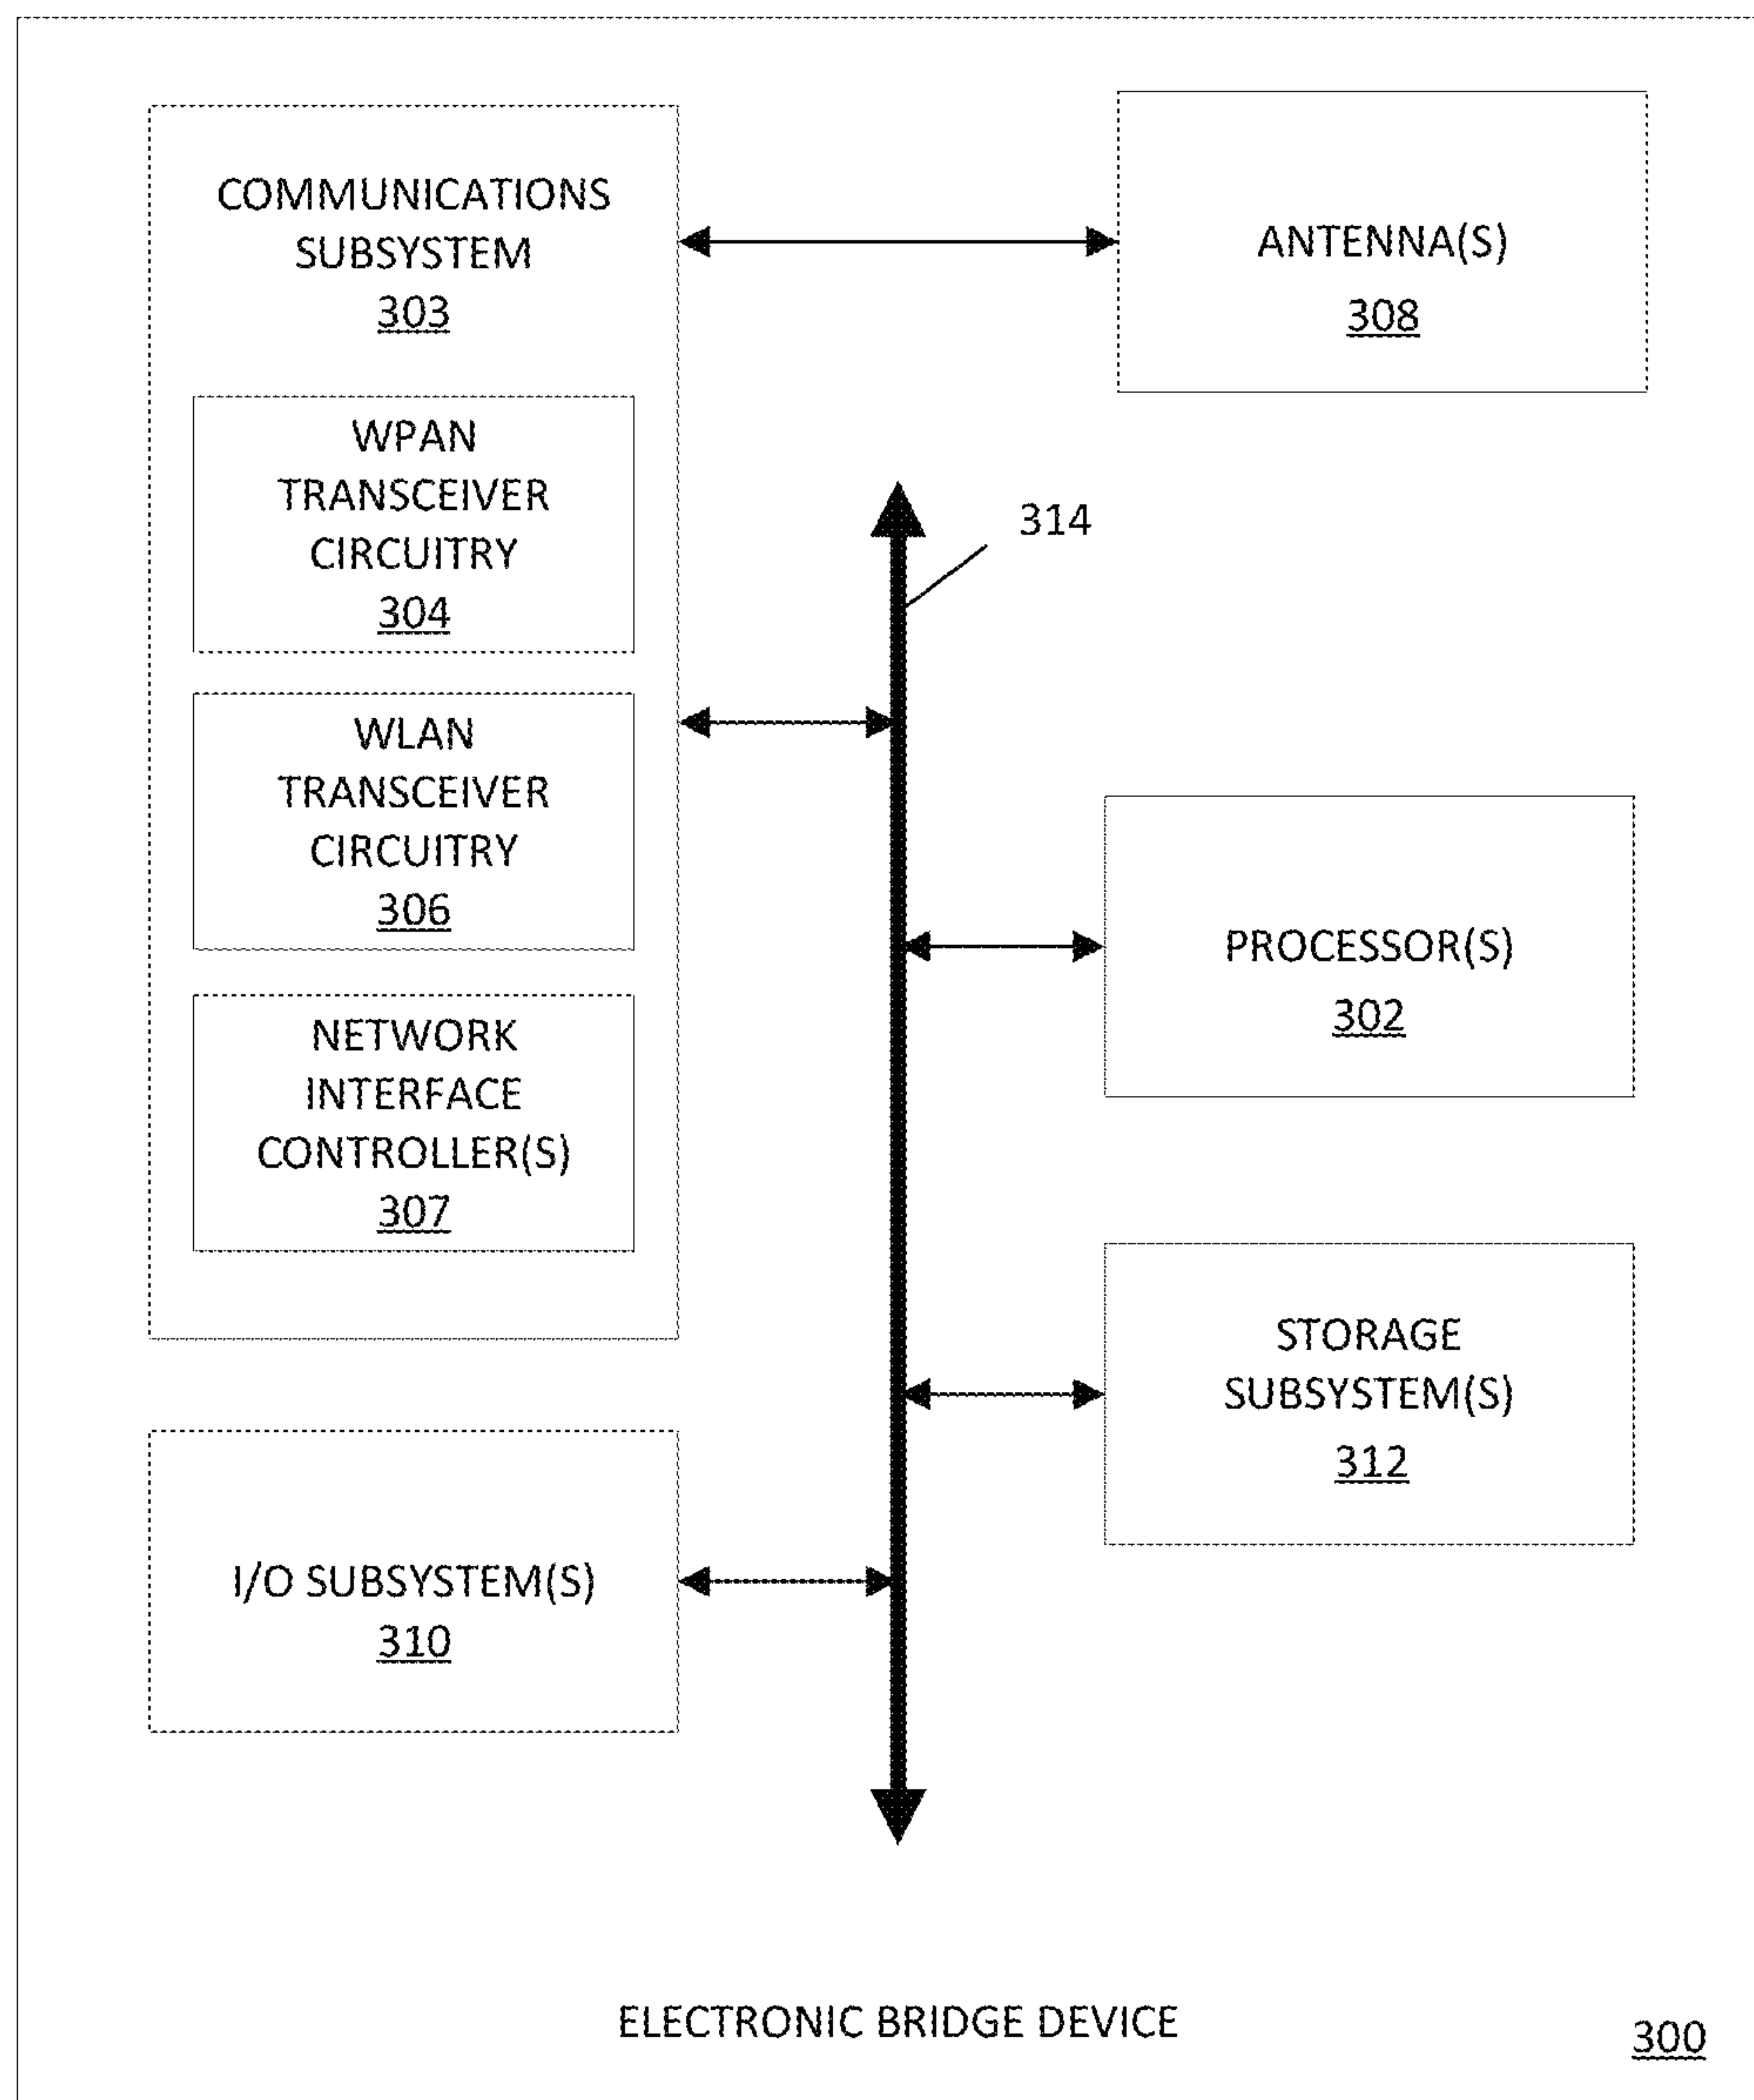 COMMUNICATIONS
SUBSYSTEM
303
WPAN
TRANSCEIVER
CIRCUITRY
304
WLAN
TRANSCEIVER
CIRCUITRY
306
NETWORK
INTERFACE
CONTROLLER(S)
307
I/O SUBSYSTEM(S)
310
ANTENNA(S)
308
314
PROCESSOR(S)
302
STORAGE
SUBSYSTEM(S)
312
ELECTRONIC BRIDGE DEVICE
300